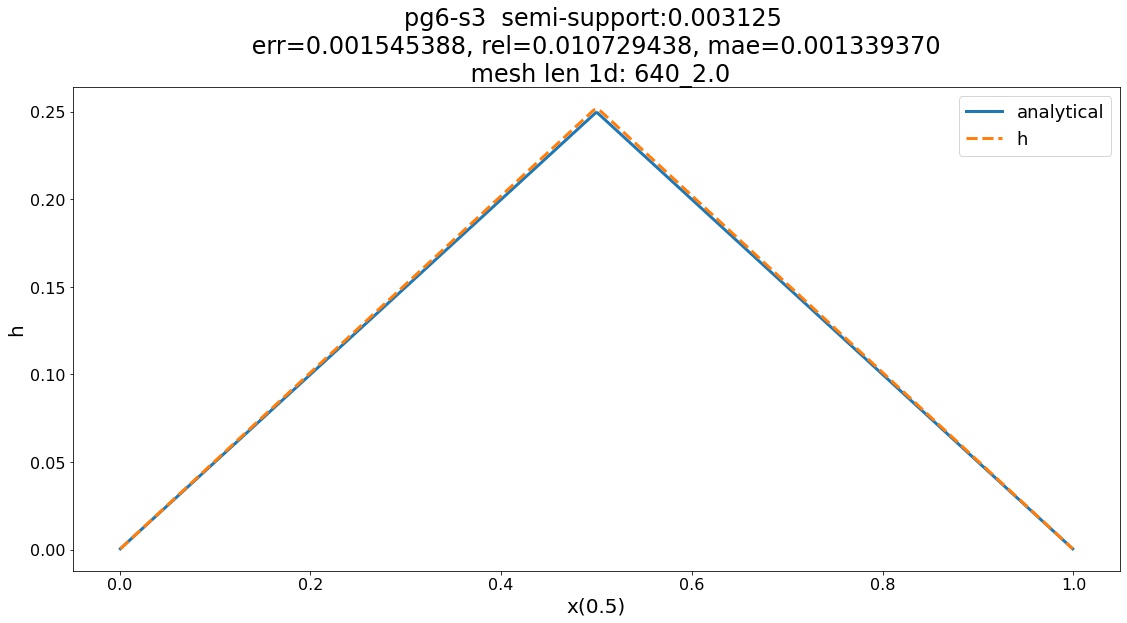 pg6-s3  semi-support:0.003125
err=0.001545388, rel=0.010729438, mae=0.001339370
mesh len 1d: 640_2.0
analytical
h
h
0.25
0.20
0.15
0.10
0.05
0.00
0.0
0.2
0.4
0.6
0.8
1.0
x(0.5)